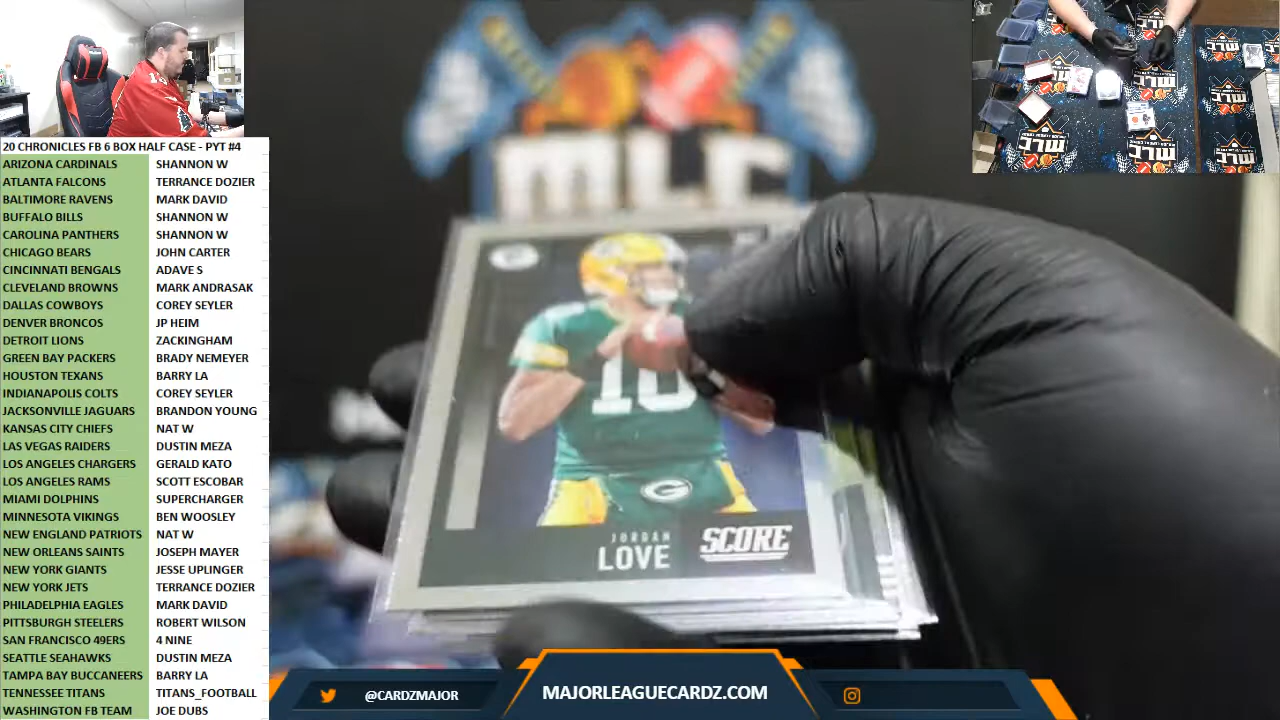 20 CHRONICLES FB 6 BOX HALF CASE - PYT #4
ARIZONA CARDINALS SHANNON W
ATLANTA FALCONS TERRANCE DOZIER
BALTIMORE RAVENS MARK DAVID
BUFFALO BILLS SHANNON W
CAROLINA PANTHERS SHANNON W
CHICAGO BEARS JOHN CARTER
CINCINNATI BENGALS ADAVE S
CLEVELAND BROWNS MARK ANDRASAK
DALLAS COWBOYS COREY SEYLER
DENVER BRONCOS JP HEIM
DETROIT LIONS ZACKINGHAM
GREEN BAY PACKERS BRADY NEMEYER
HOUSTON TEXANS BARRY LA
INDIANAPOLIS COLTS COREY SEYLER
JACKSONVILLE JAGUARS BRANDON YOUNG
KANSAS CITY CHIEFS NAT W
LAS VEGAS RAIDERS DUSTIN MEZA
LOS ANGELES CHARGERS GERALD KATO
LOS ANGELES RAMS SCOTT ESCOBAR
MIAMI DOLPHINS SUPERCHARGER
MINNESOTA VIKINGS BEN WOOSLEY
NEW ENGLAND PATRIOTS NAT W
NEW ORLEANS SAINTS JOSEPH MAYER
NEW YORK GIANTS JESSE UPLINGER
NEW YORK JETS TERRANCE DOZIER
PHILADELPHIA EAGLES MARK DAVID
PITTSBURGH STEELERS ROBERT WILSON
SAN FRANCISCO 49ERS 4 NINE
SEATTLE SEAHAWKS DUSTIN MEZA
TAMPA BAY BUCCANEERS BARRY LA
TENNESSEE TITANS TITANS_FOOTBALL
WASHINGTON FB TEAM JOE DUBS
MLC
10
G
JORDAN
LOVE
SCORE
@CARDZMAJOR
MAJORLEAGUECARDZ.COM